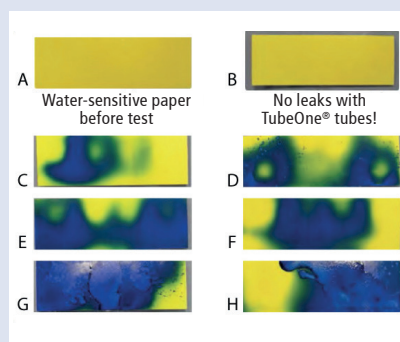 A
B
Water-sensitive paper
before test
No leaks with
TubeOne® tubes!
C
D
E
F
G
H